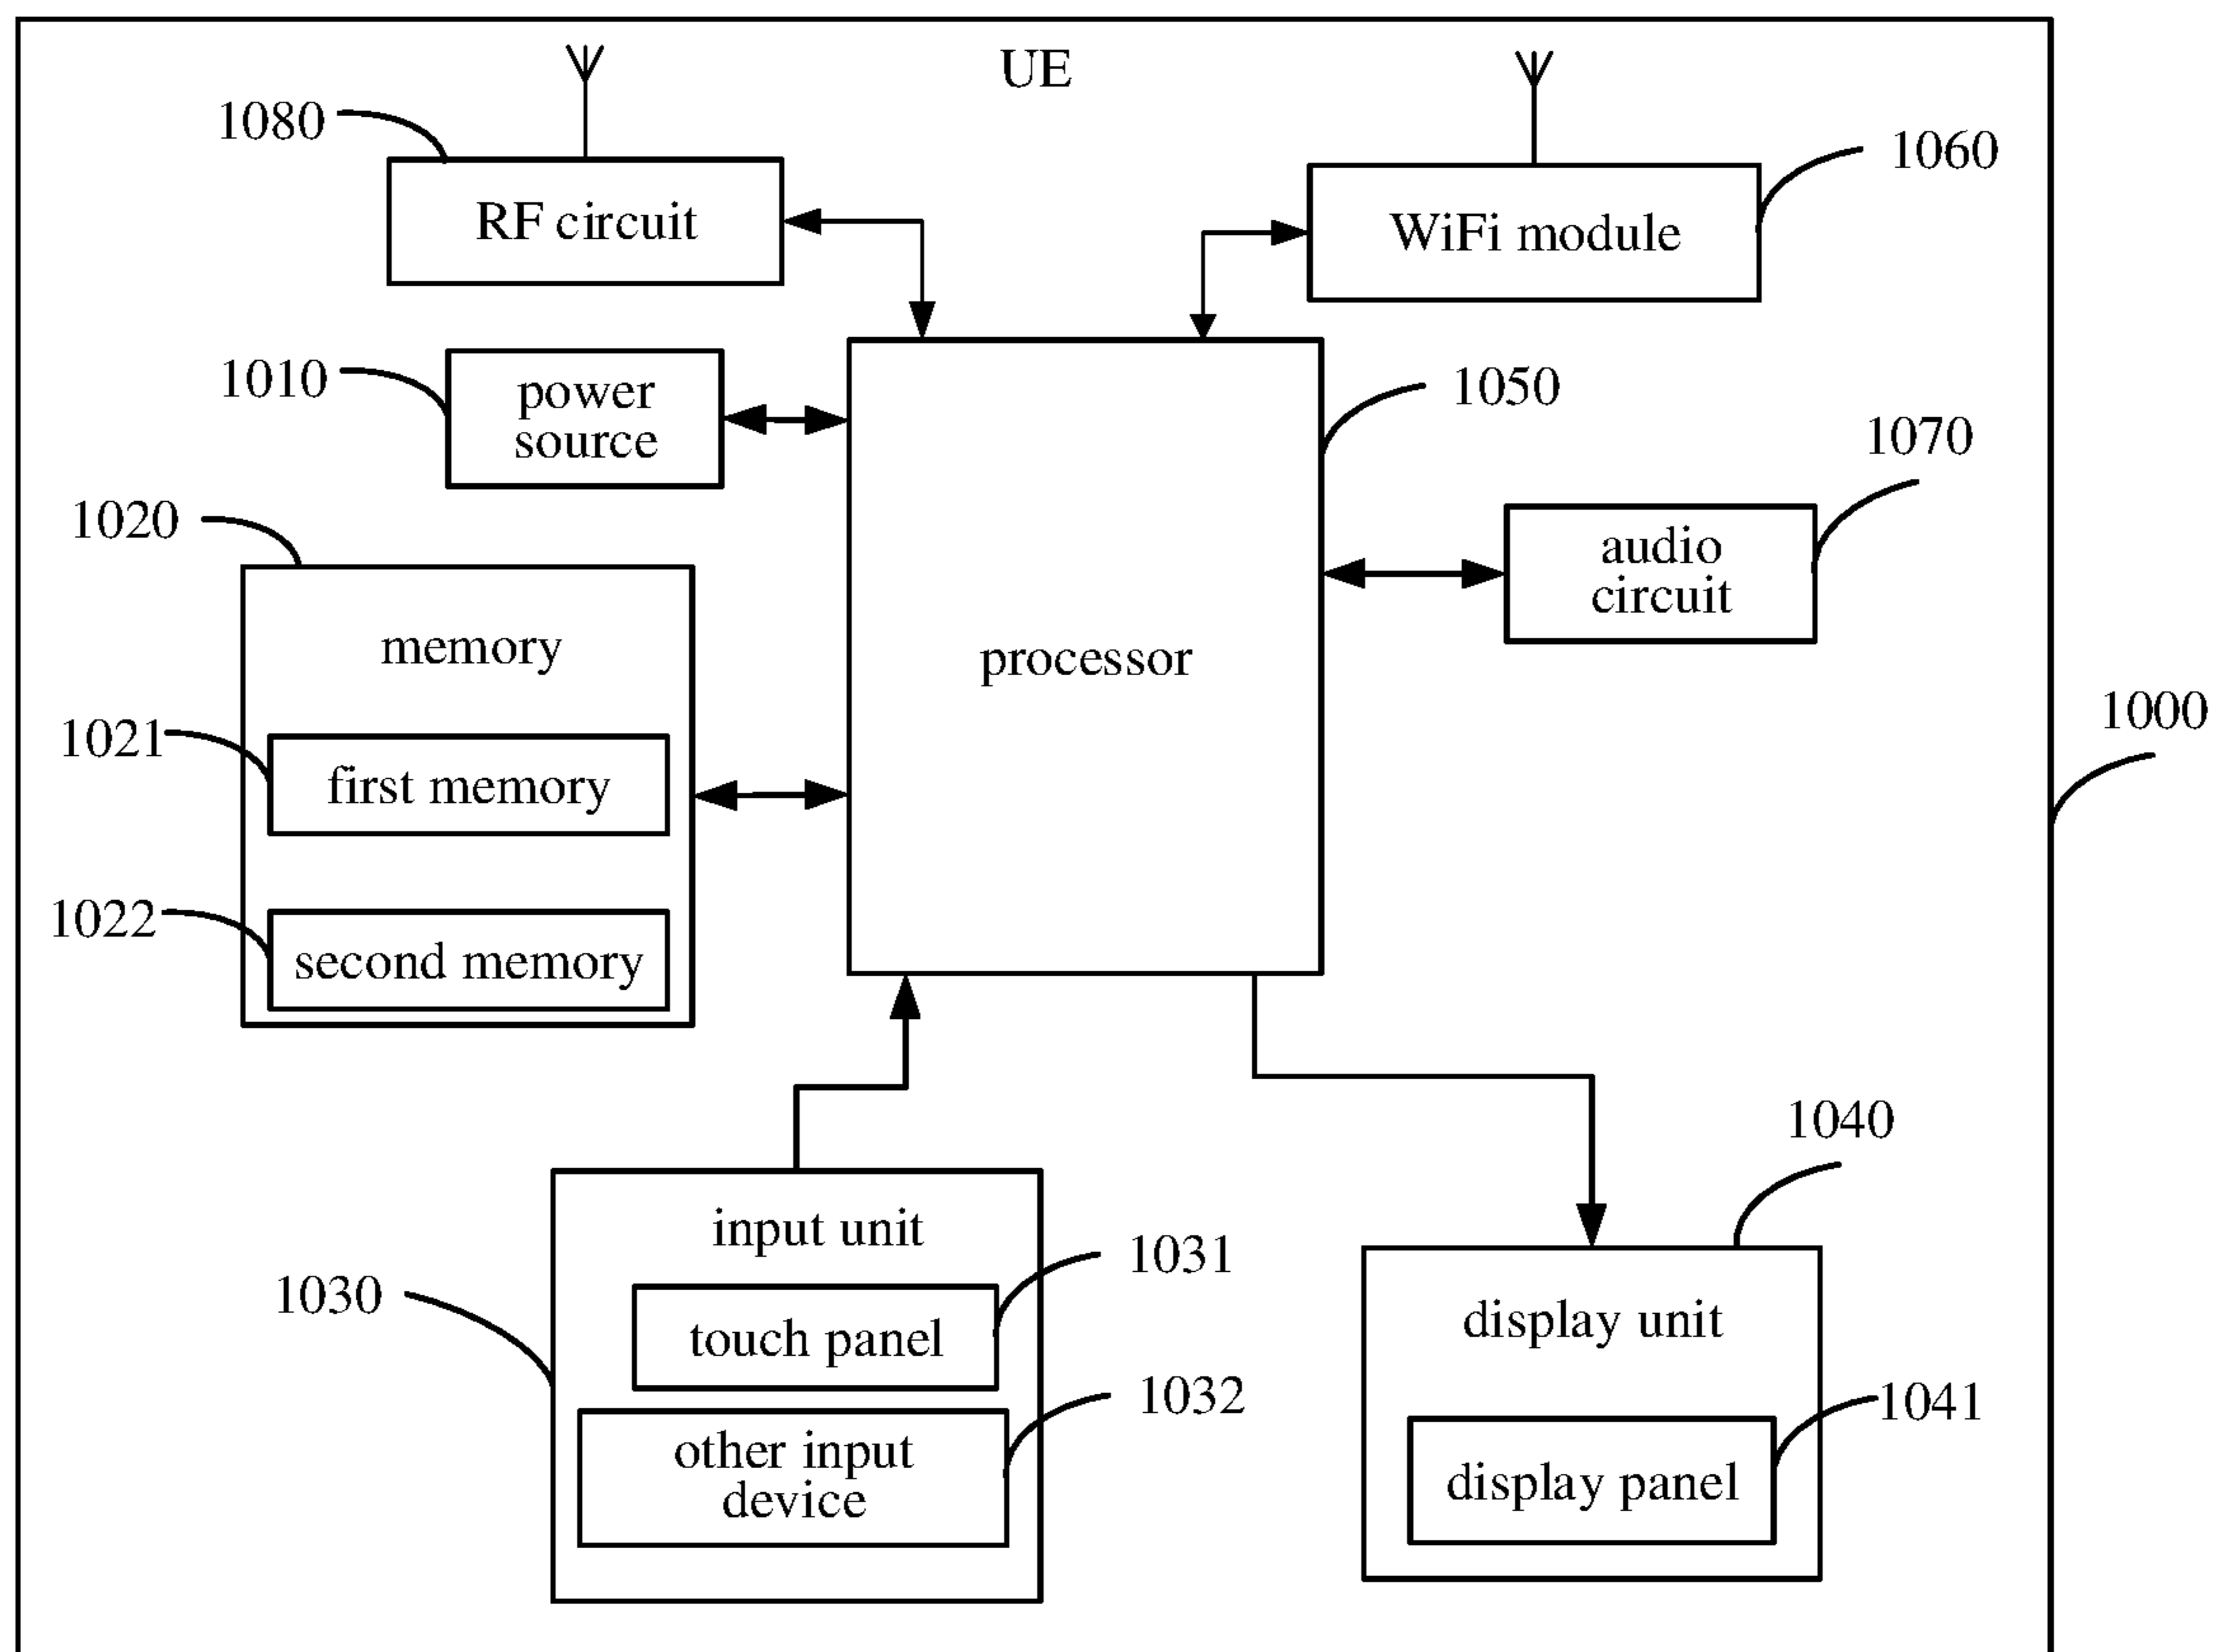 UE
1080
RF circuit
1060
WiFi module
1010
power
source
1050
1070
audio
circuit
1020
memory
processor
1021
first memory
1000
1022
second memory
1040
1030
input unit
1031
touch panel
1032
other input
device
display unit
1041
display panel